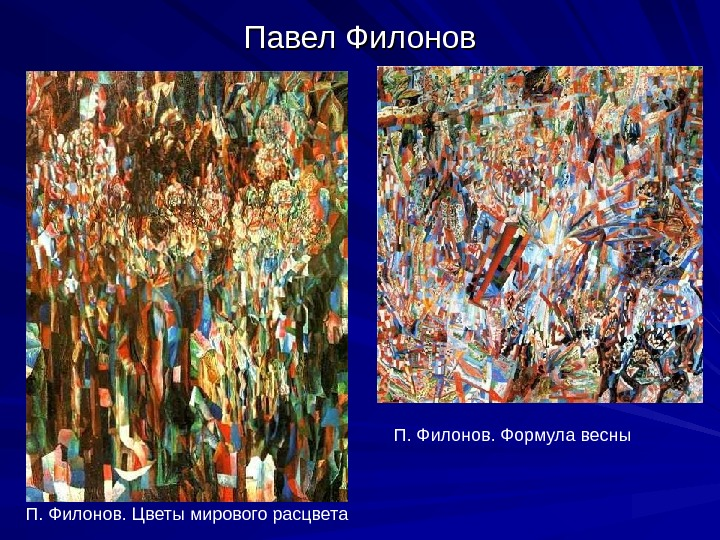 Павел Филонов
П. Филонов. Формула весны
П. Филонов. Цветы мирового расцвета